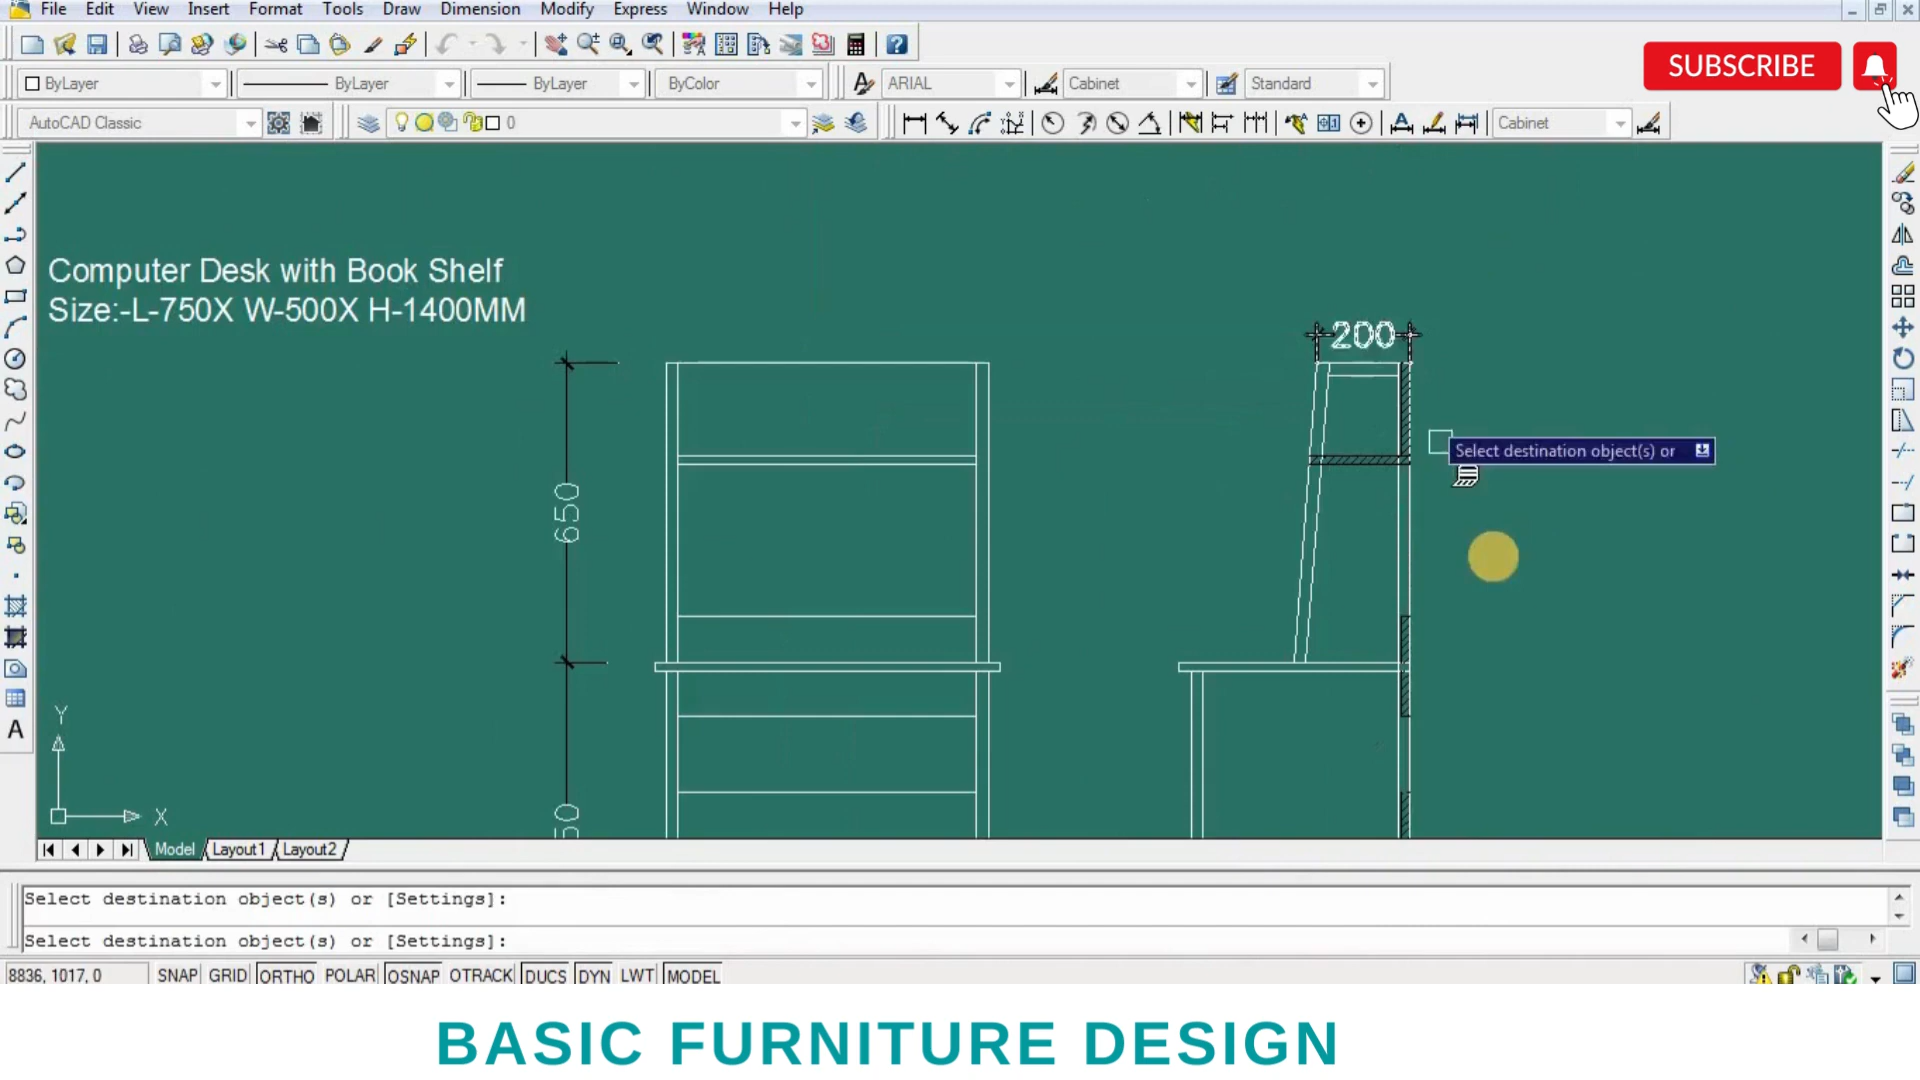 File Edit View Insert Format Tools Draw Dimension Modify Express Window Help
SUBSCRIBE
ByLayer ByLayer ByLayer ByColor ARIAL Cabinet Standard
AutoCAD Classic 0 Cabinet
Computer Desk with Book Shelf
Size:-L-750X W-500X H-1400MM
200
Select destination object(s) or
650
50
Y
X
A
Model Layout1 Layout2
Select destination object(s) or [Settings]:
Select destination object(s) or [Settings]:
8836, 1017, 0 SNAP GRID ORTHO POLAR OSNAP OTRACK DUCS DYN LWT MODEL
BASIC FURNITURE DESIGN